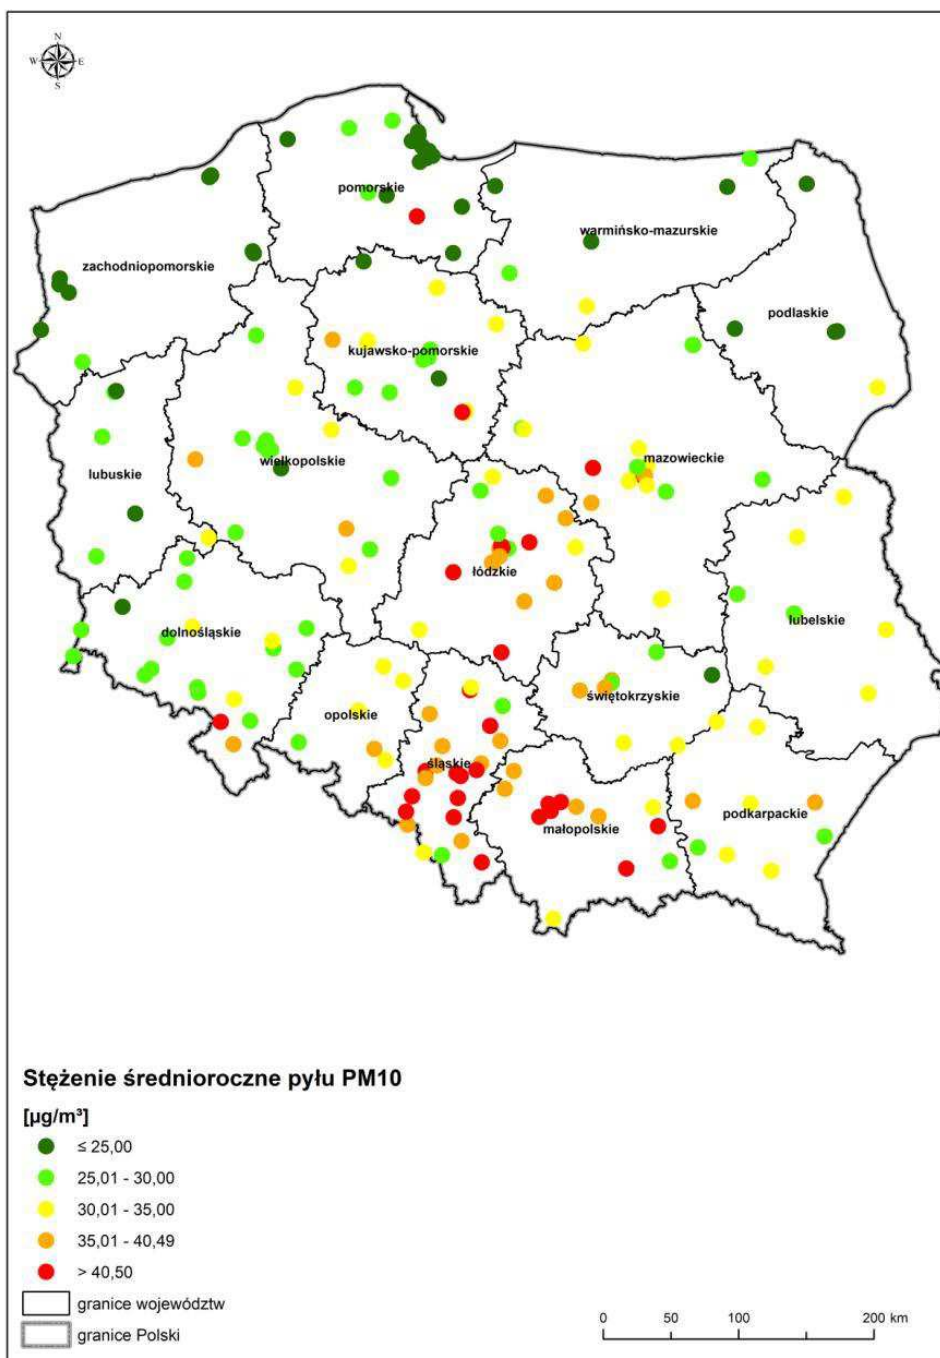 N
W E
S
pomorskie
warmińsko-mazurskie
zachodniopomorskie
podlaskie
kujawsko-pomorskie
mazowieckie
wielkopolskie
lubuskie
łódzkie
lubelskie
dolnośląskie
świętokrzyskie
opolskie
śląskie
podkarpackie
małopolskie
Stężenie średnioroczne pyłu PM10
[µg/m³]
≤ 25,00
25,01 - 30,00
30,01 - 35,00
35,01 - 40,49
> 40,50
granice województw
granice Polski
0 50 100 200 km